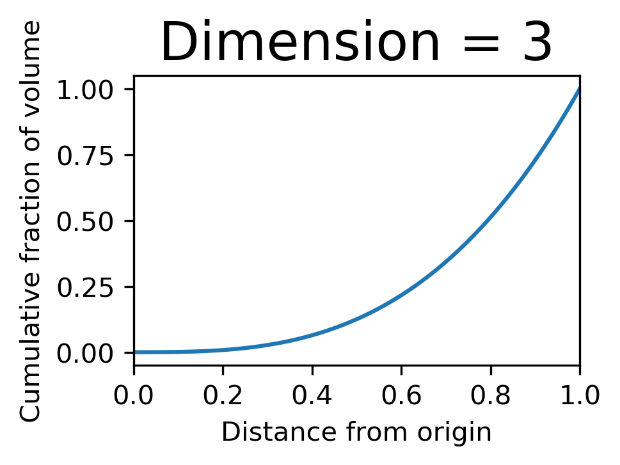 Dimension = 3
Cumulative fraction of volume
1.00
0.75
0.50
0.25
0.00
0.0 0.2 0.4 0.6 0.8 1.0
Distance from origin